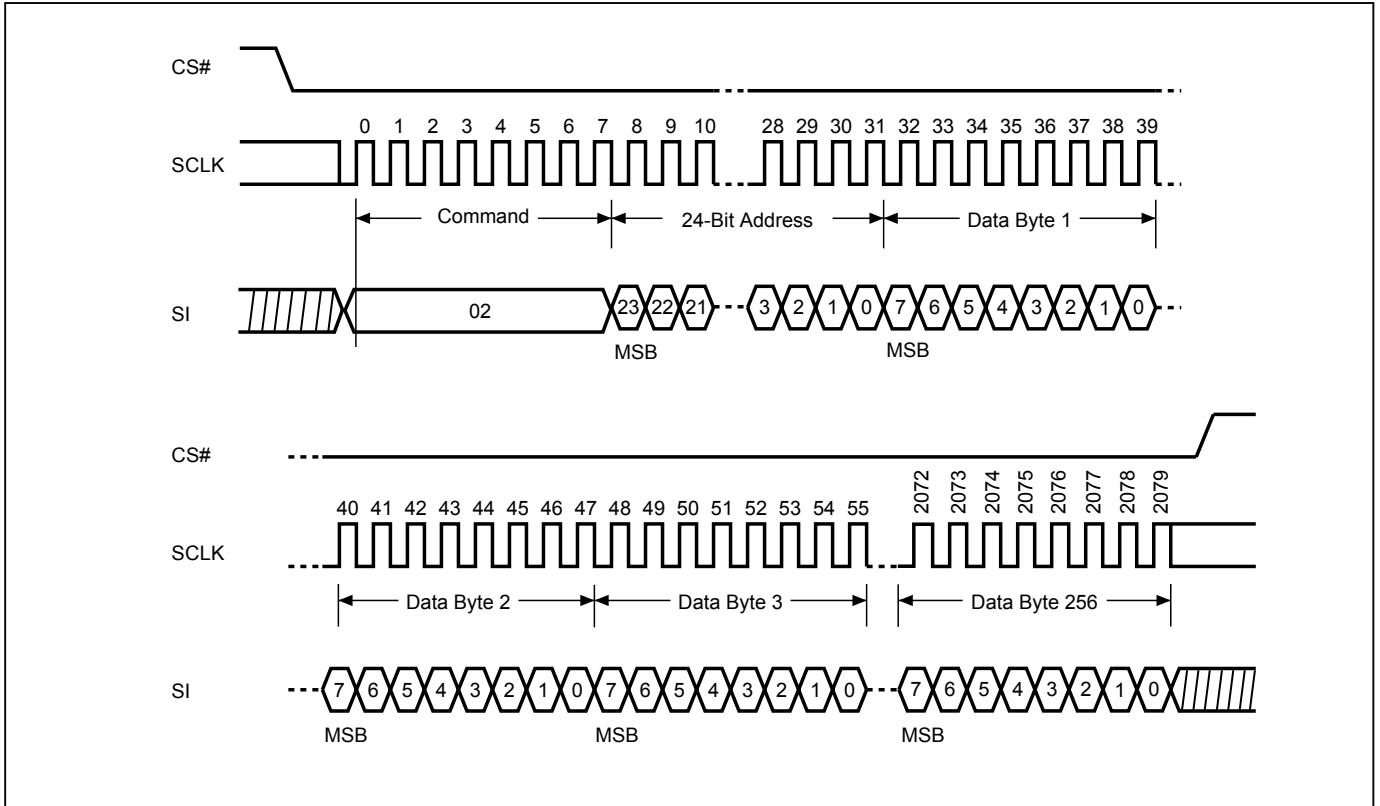 CS#
0 1 2 3 4 5 6 7 8 9 10 28 29 30 31 32 33 34 35 36 37 38 39
SCLK
Command 24-Bit Address Data Byte 1
SI 02 23 22 21 3 2 1 0 7 6 5 4 3 2 1 0
MSB MSB
CS#
40 41 42 43 44 45 46 47 48 49 50 51 52 53 54 55 2072 2073 2074 2075 2076 2077 2078 2079
SCLK
Data Byte 2 Data Byte 3 Data Byte 256
SI 7 6 5 4 3 2 1 0 7 6 5 4 3 2 1 0 7 6 5 4 3 2 1 0
MSB MSB MSB